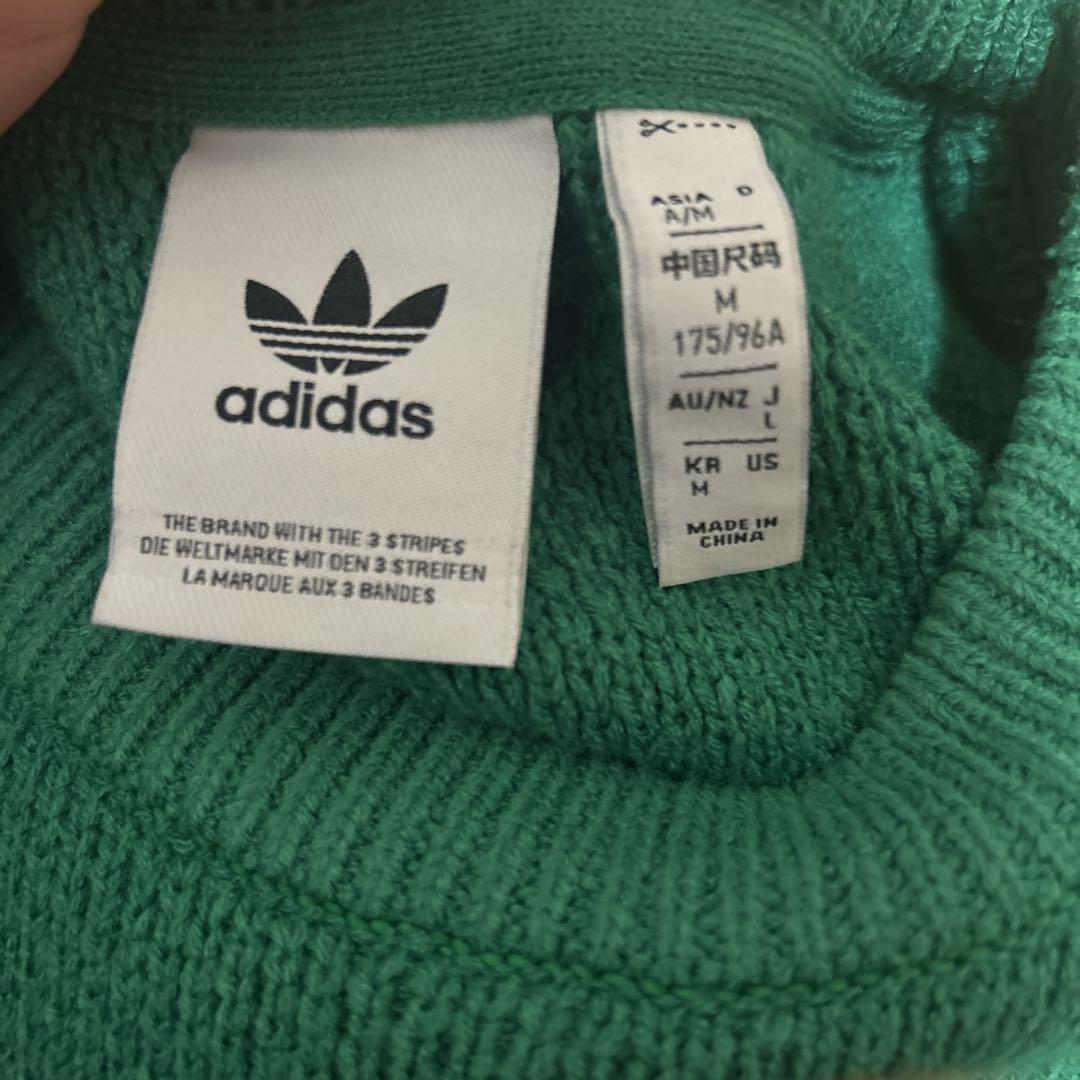 adidas
THE BRAND WITH THE 3 STRIPES
DIE WELTMARKE MIT DEN 3 STREIFEN
LA MARQUE AUX 3 BANDES
ASIA D
A/M
中国尺码
M
175/96A
AU/NZ J
L
KR US
M
MADE IN
CHINA